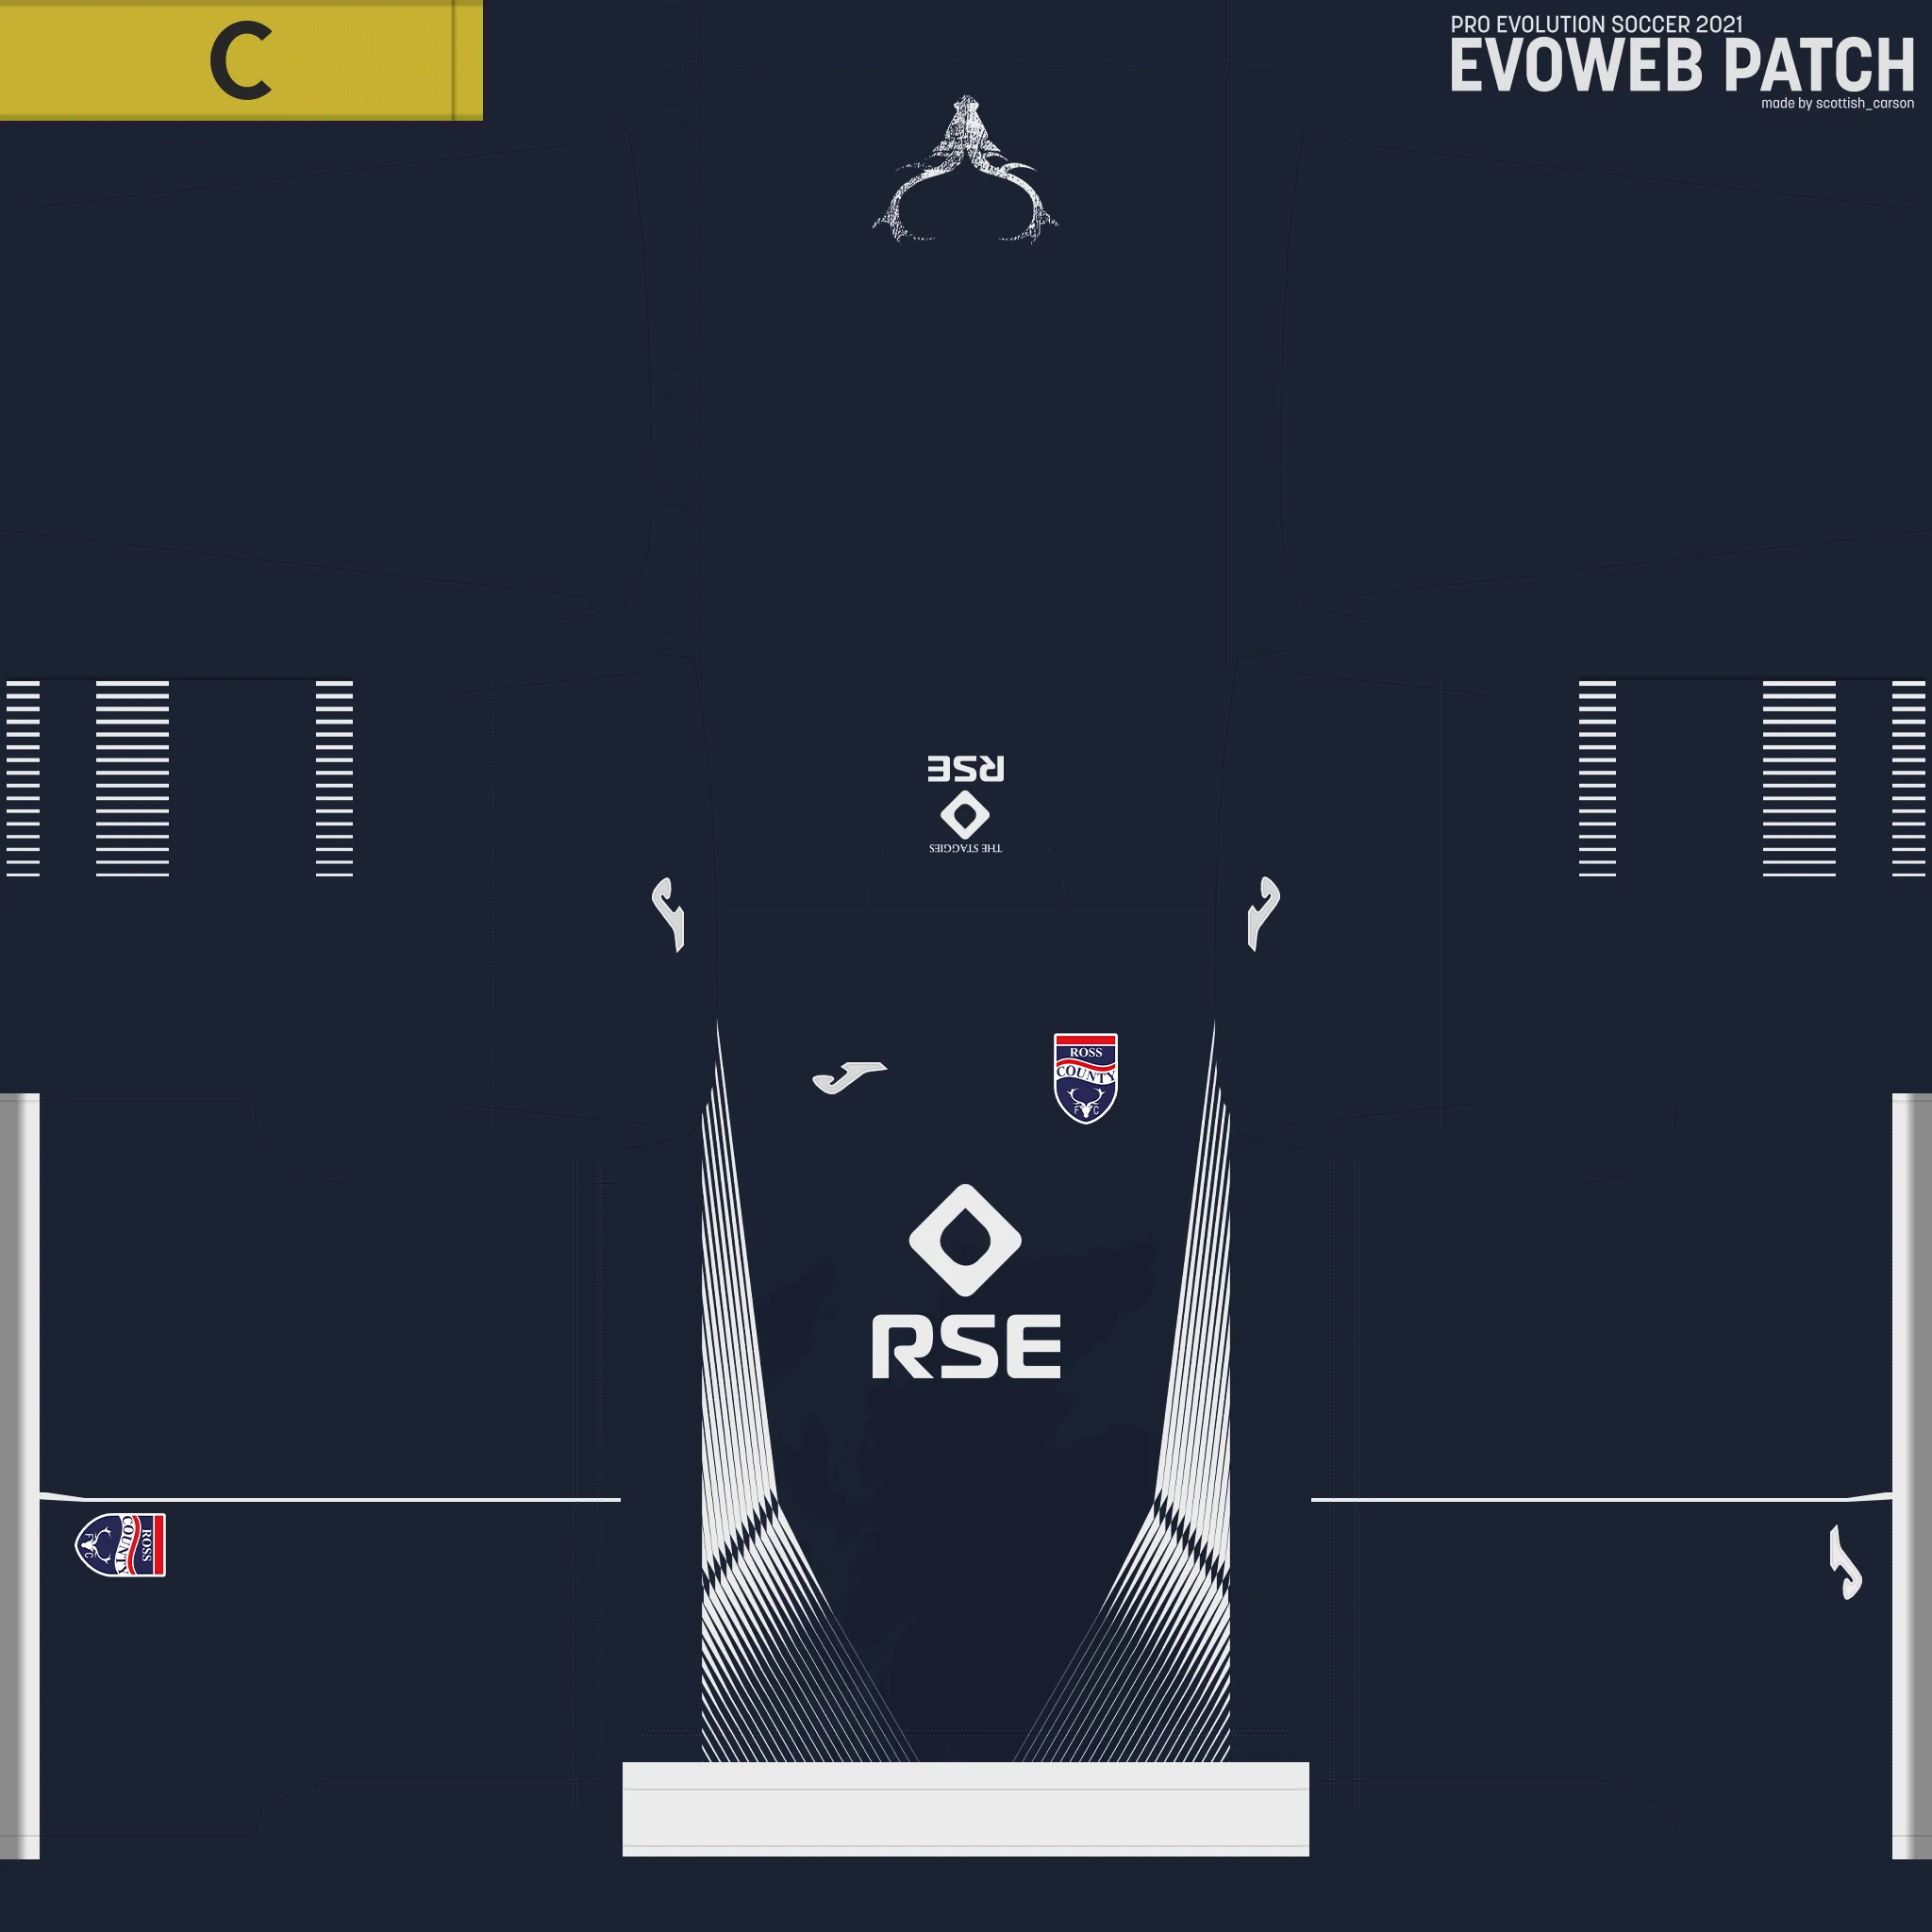 C
PRO EVOLUTION SOCCER 2021
EVOWEB PATCH
made by scottish_carson
RSE
THE STAGGIES
ROSS
COUNTY
F C
RSE
ROSS
COUNTY
F C